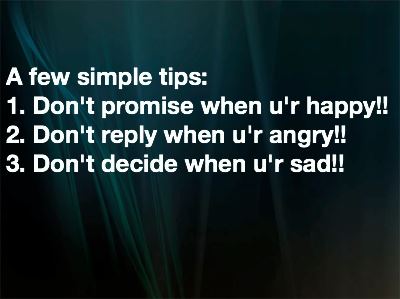 A few simple tips:
1. Don't promise when u'r happy!!
2. Don't reply when u'r angry!!
3. Don't decide when u'r sad!!